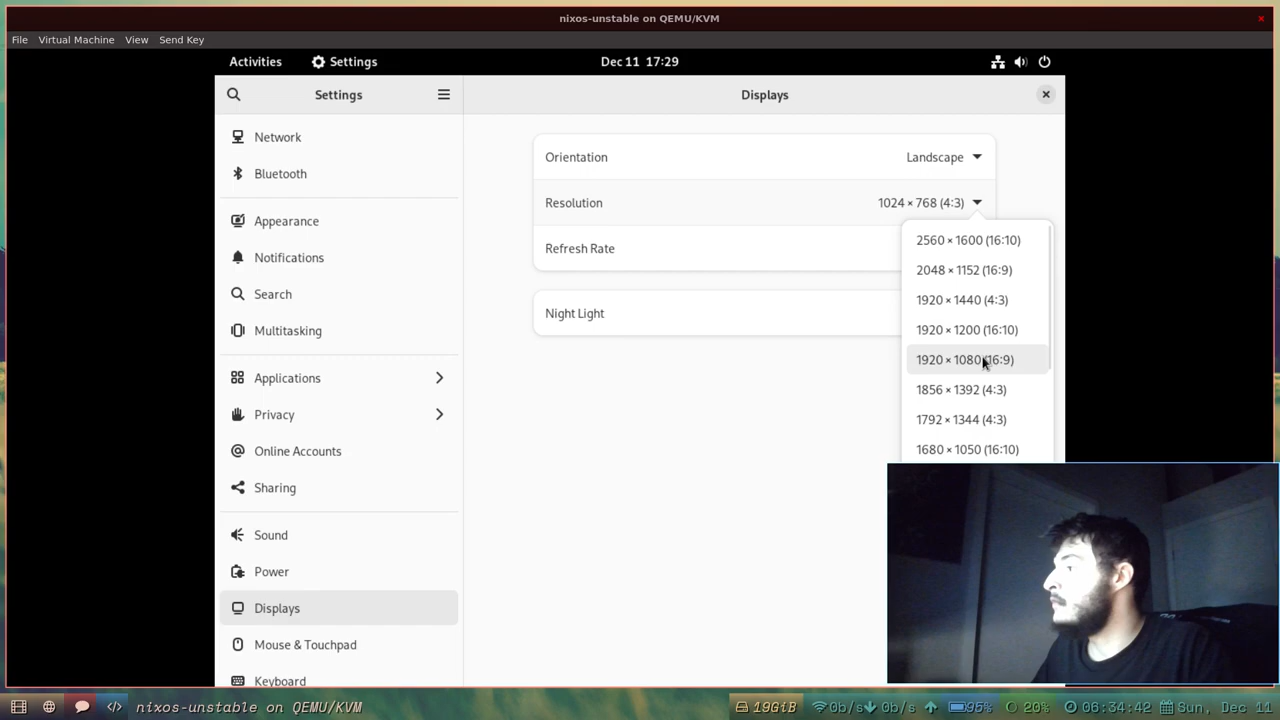 nixos-unstable on QEMU/KVM
File Virtual Machine View Send Key
Activities Settings Dec 11 17:29
Settings
Displays
Network
Bluetooth
Appearance
Notifications
Search
Multitasking
Applications
Privacy
Online Accounts
Sharing
Sound
Power
Displays
Mouse & Touchpad
Keyboard
Orientation Landscape
Resolution 1024 × 768 (4:3)
Refresh Rate
Night Light
2560 × 1600 (16:10)
2048 × 1152 (16:9)
1920 × 1440 (4:3)
1920 × 1200 (16:10)
1920 × 1080 (16:9)
1856 × 1392 (4:3)
1792 × 1344 (4:3)
1680 × 1050 (16:10)
nixos-unstable on QEMU/KVM 19GiB 0b/s 0b/s 95% 20% 06:34:42 Sun, Dec 11